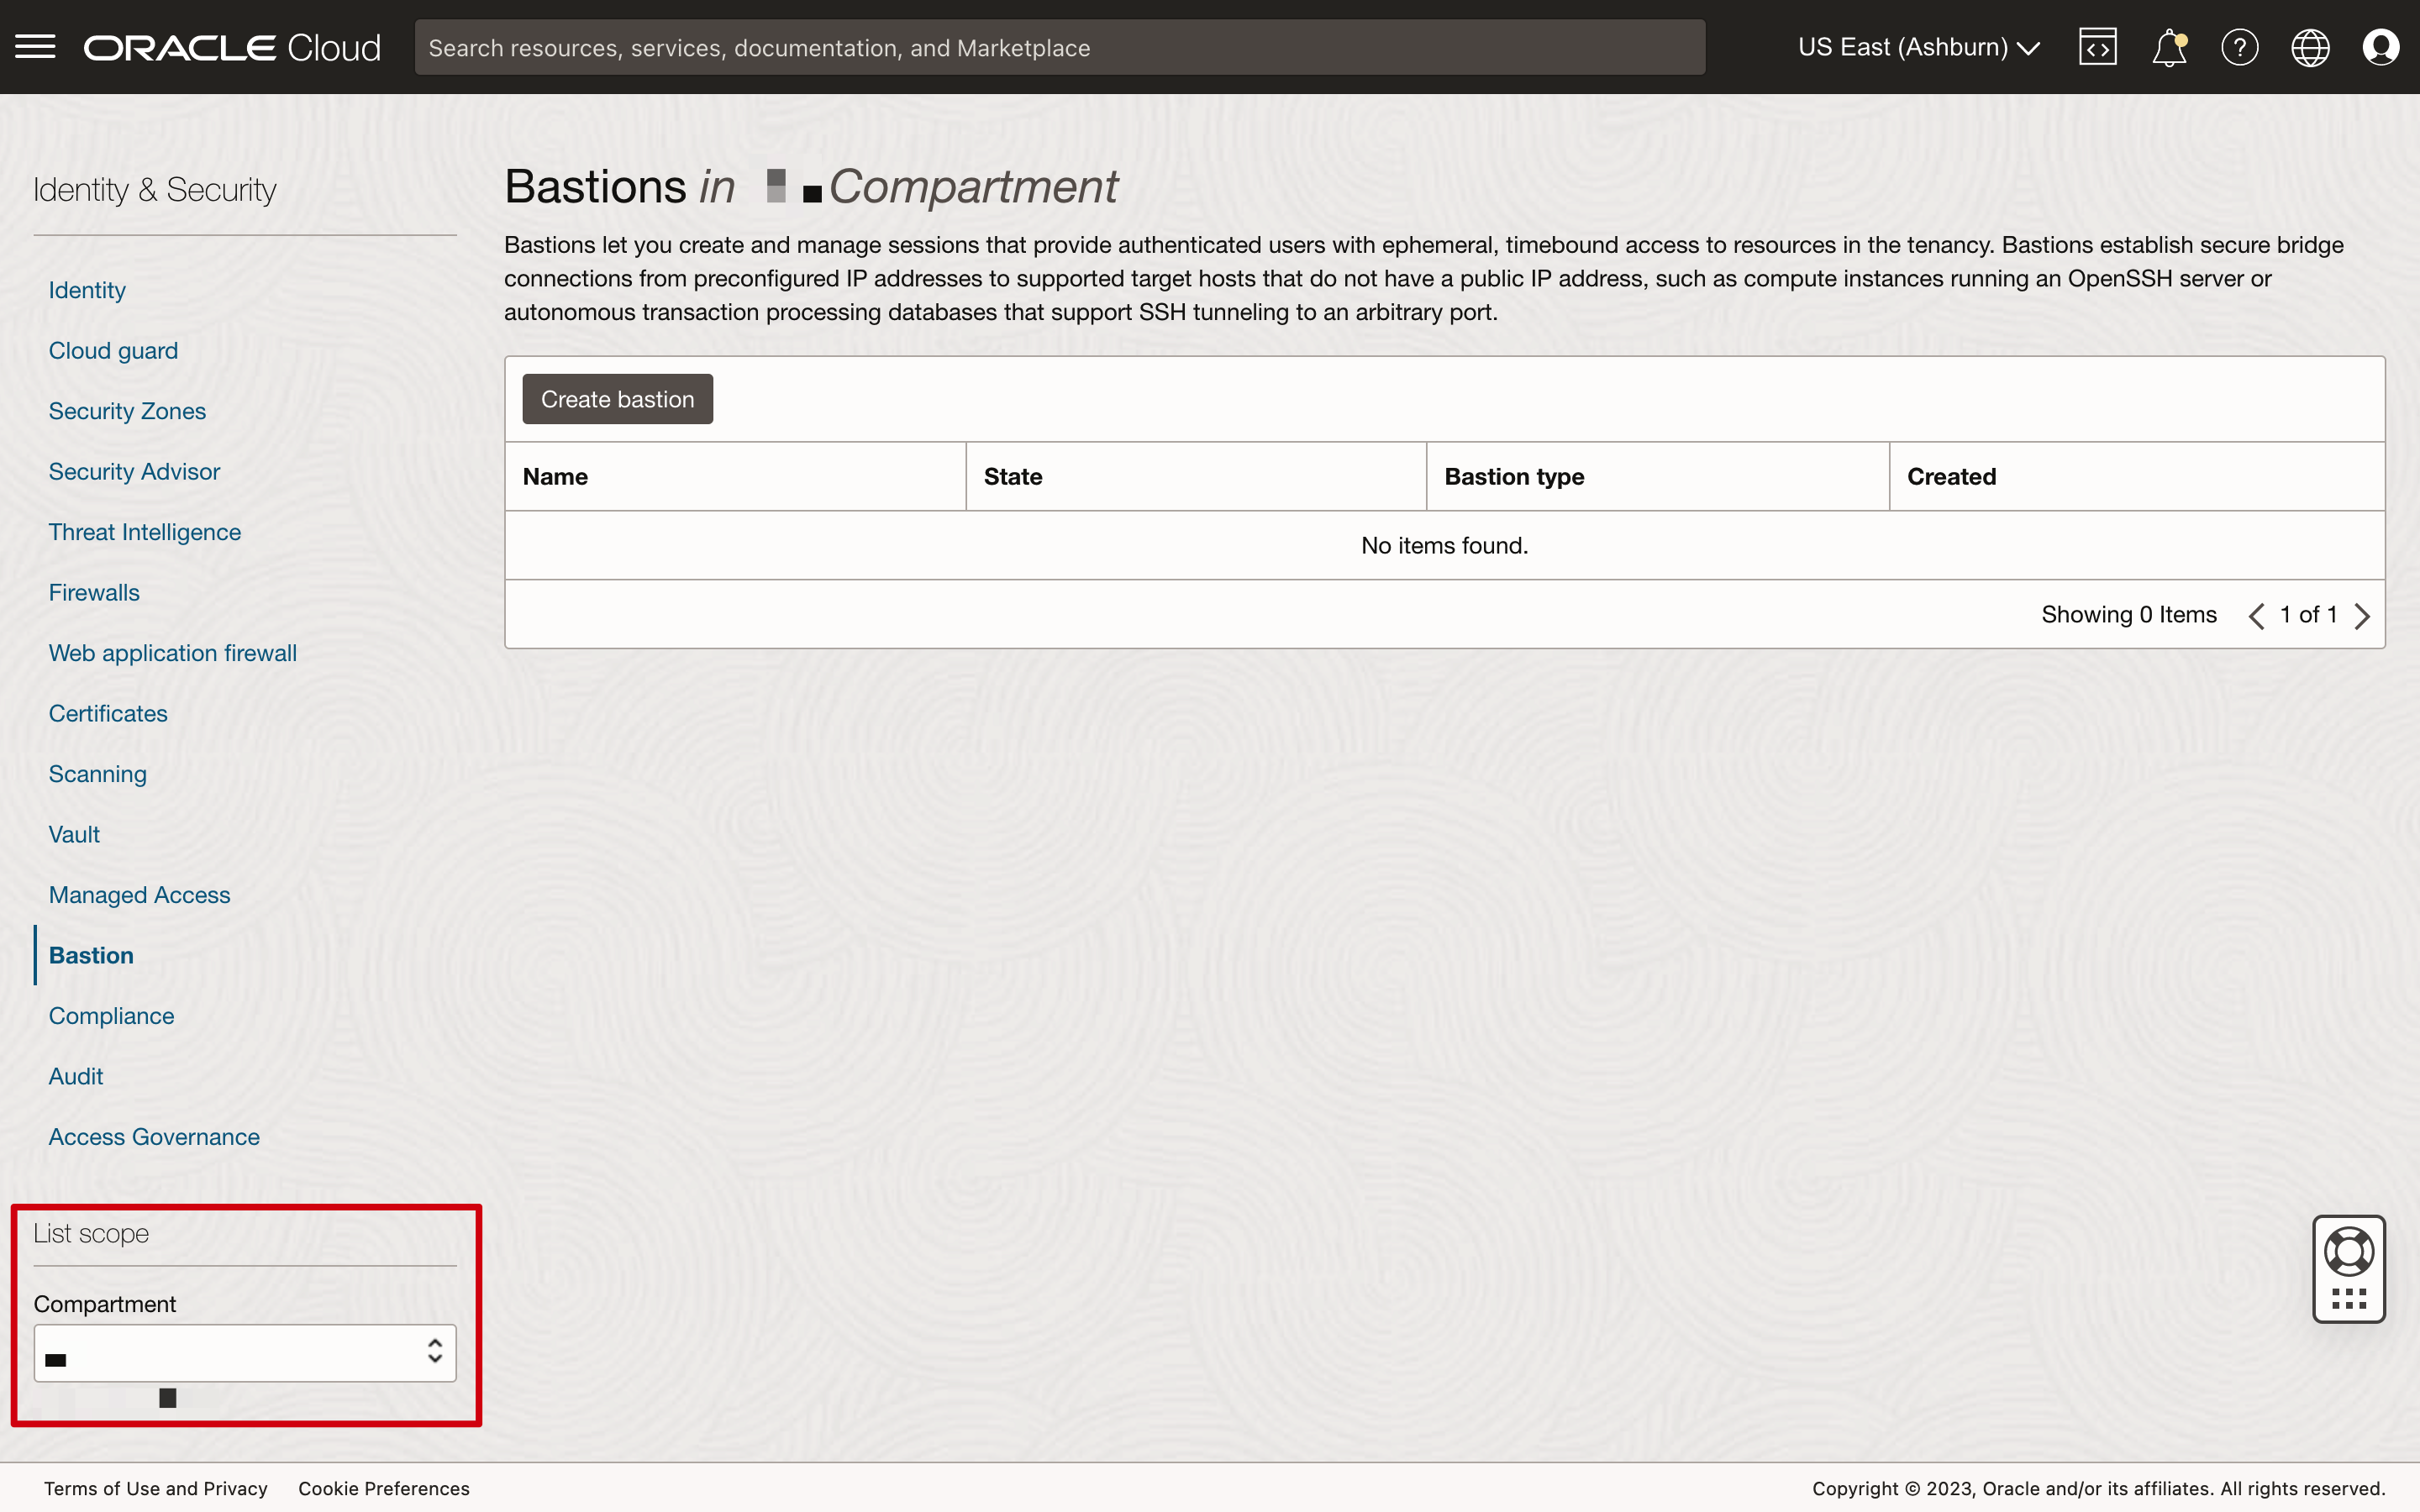 ORACLE Cloud
Search resources, services, documentation, and Marketplace
US East (Ashburn)
Identity & Security
Identity
Cloud guard
Security Zones
Security Advisor
Threat Intelligence
Firewalls
Web application firewall
Certificates
Scanning
Vault
Managed Access
Bastion
Compliance
Audit
Access Governance
List scope
Compartment
Bastions in Compartment
Bastions let you create and manage sessions that provide authenticated users with ephemeral, timebound access to resources in the tenancy. Bastions establish secure bridge
connections from preconfigured IP addresses to supported target hosts that do not have a public IP address, such as compute instances running an OpenSSH server or
autonomous transaction processing databases that support SSH tunneling to an arbitrary port.
Create bastion
Name State Bastion type Created
No items found.
Showing 0 Items 1 of 1
Terms of Use and Privacy Cookie Preferences
Copyright © 2023, Oracle and/or its affiliates. All rights reserved.